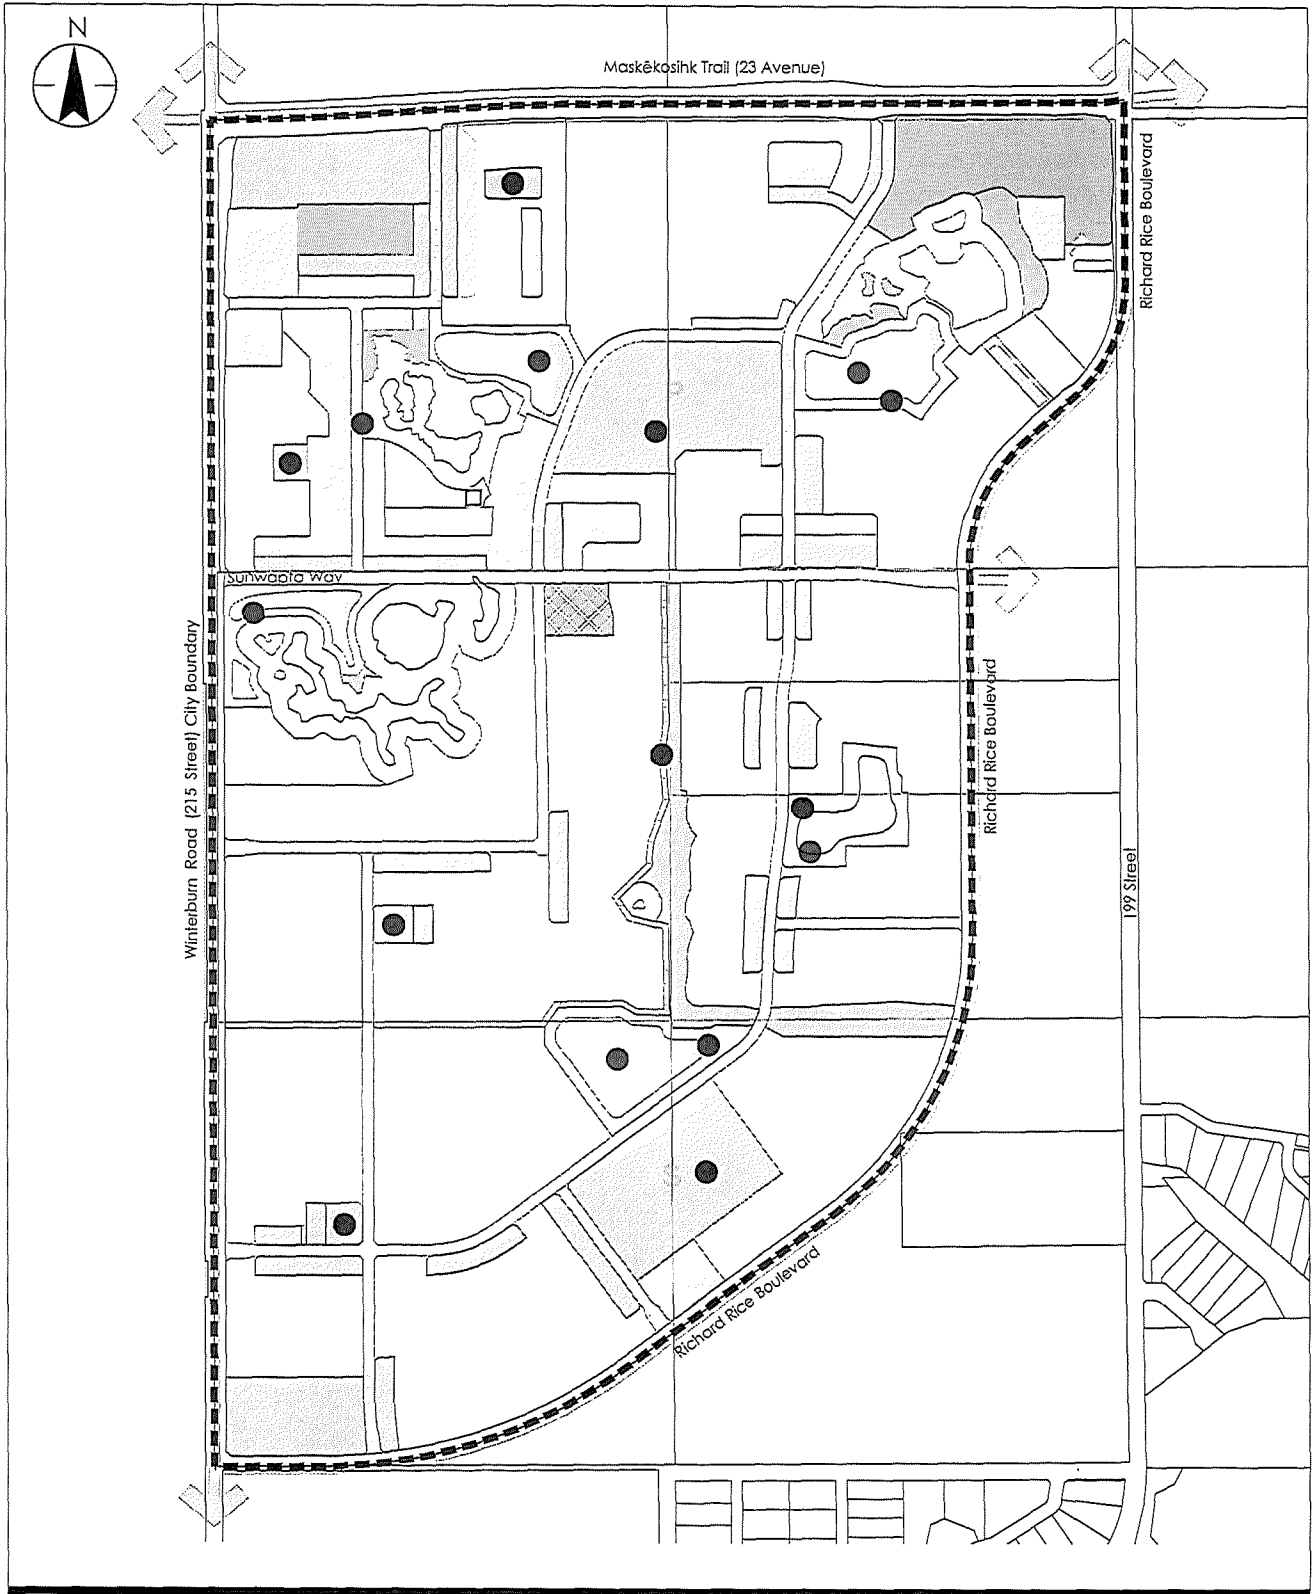 N
Maskêkosihk Trail (23 Avenue)
Richard Rice Boulevard
Sunwapta Way
Winterburn Road (215 Street) City Boundary
Richard Rice Boulevard
199 Street
S
Richard Rice Boulevard